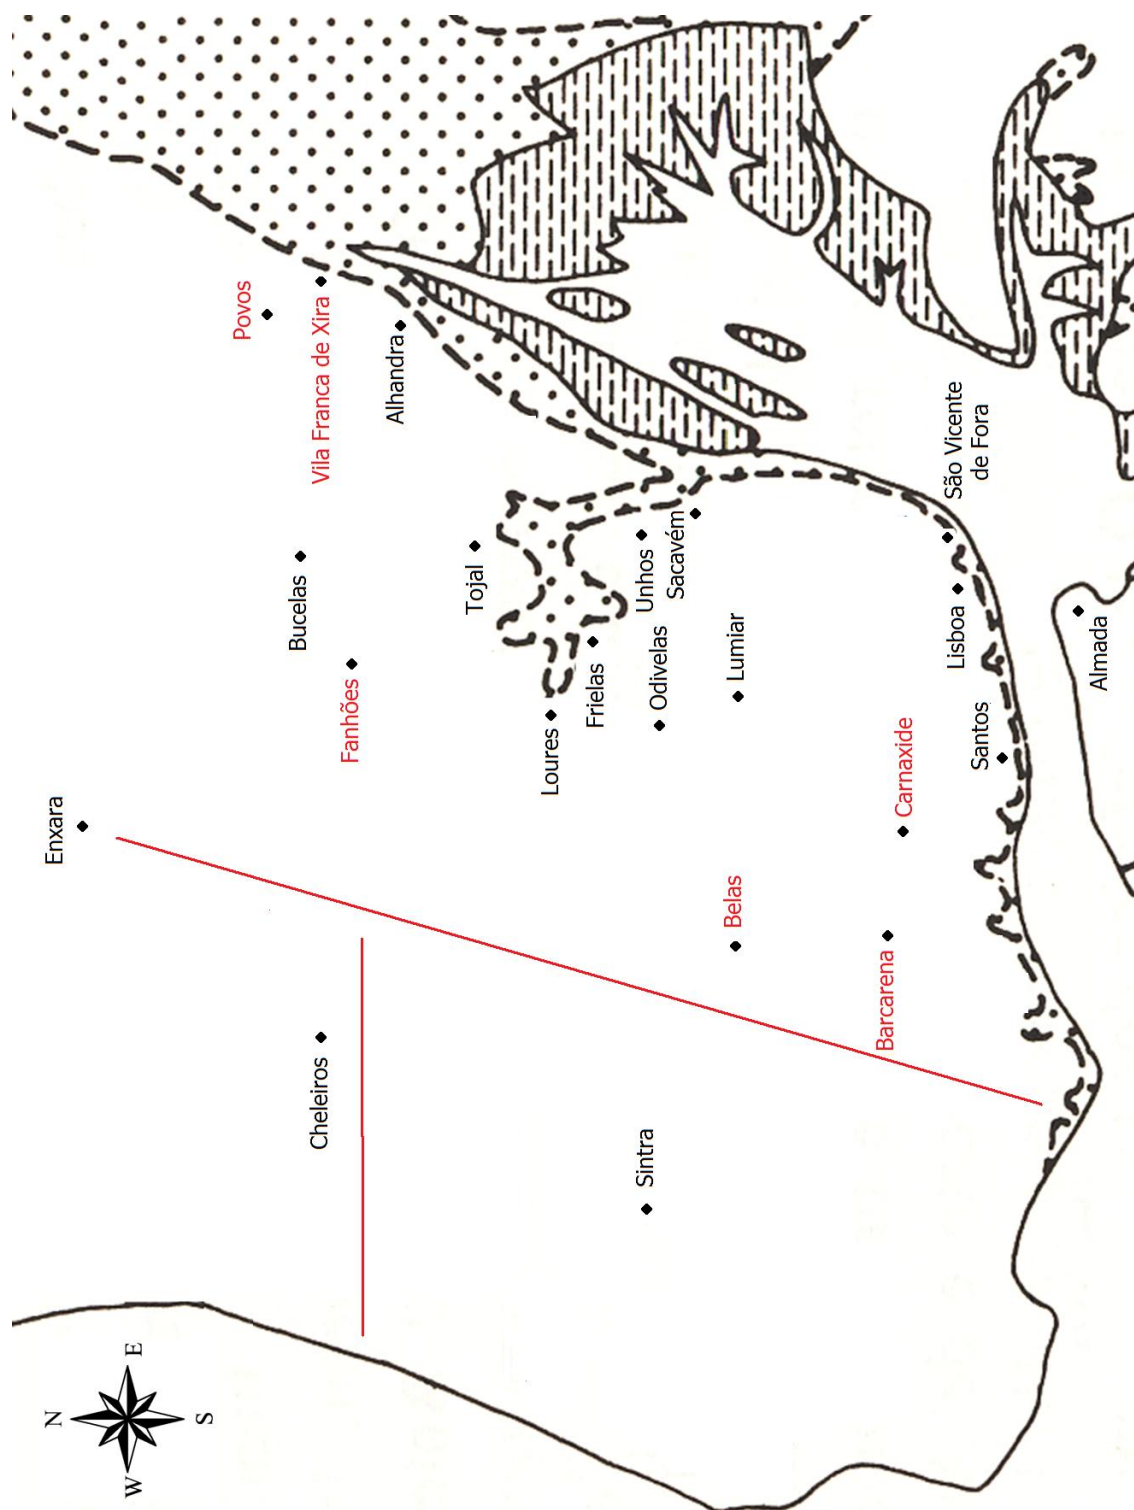 Enxara
Povos
Vila Franca de Xira
Alhandra
Bucelas
Fanhões
Tojal
Cheleiros
Loures
Frielas
Unhos
Sacavém
Odivelas
Lumiar
Sintra
Belas
Carnaxide
Barcarena
São Vicente
de Fora
Lisboa
Santos
Almada
N
W
E
S